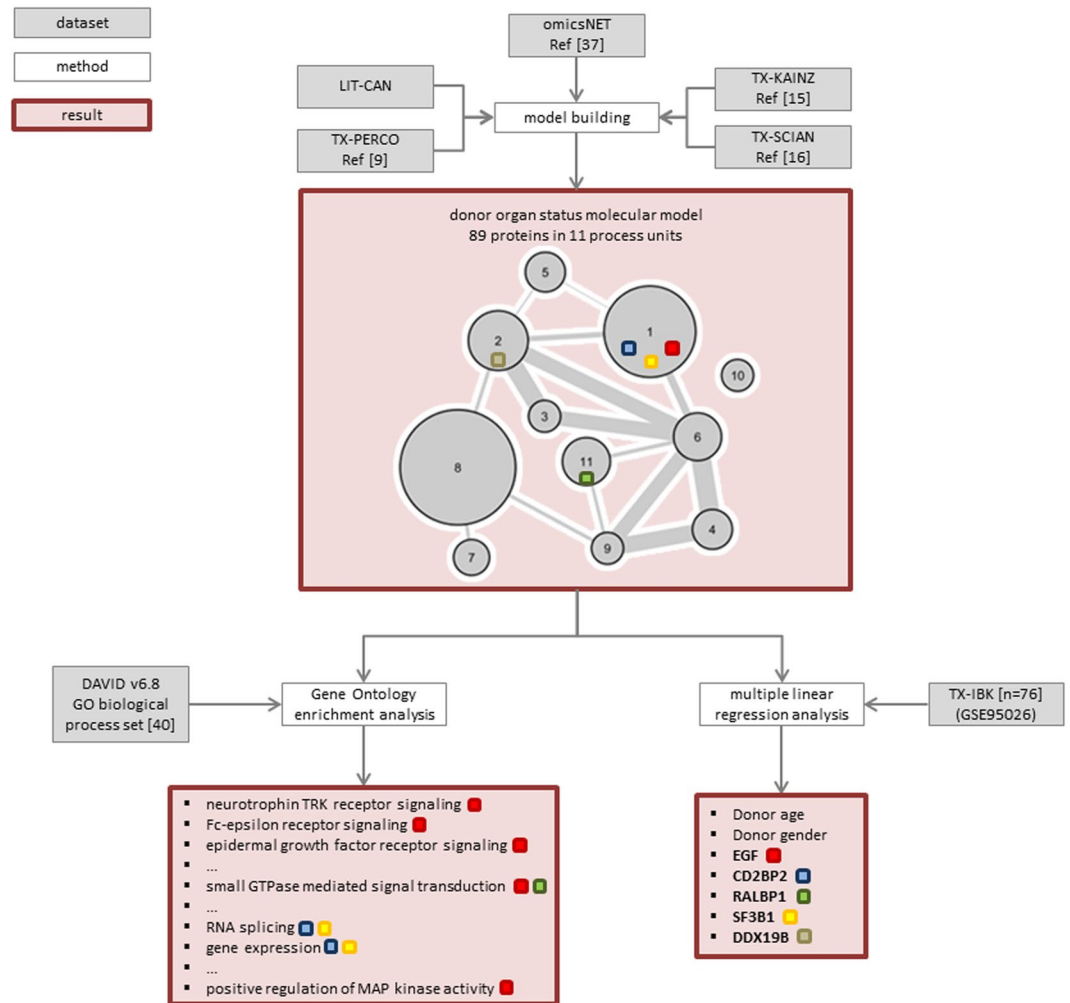 dataset
method
result
omicsNET
Ref [37]
LIT-CAN
TX-PERCO
Ref [9]
model building
TX-KAINZ
Ref [15]
TX-SCIAN
Ref [16]
donor organ status molecular model
89 proteins in 11 process units
5
1
2
10
3
6
11
8
4
9
7
DAVID v6.8
GO biological
process set [40]
Gene Ontology
enrichment analysis
multiple linear
regression analysis
TX-IBK [n=76]
(GSE95026)
▪ neurotrophin TRK receptor signaling
▪ Fc-epsilon receptor signaling
▪ epidermal growth factor receptor signaling
▪ ...
▪ small GTPase mediated signal transduction
▪ ...
▪ RNA splicing
▪ gene expression
▪ ...
▪ positive regulation of MAP kinase activity
▪ Donor age
▪ Donor gender
▪ EGF
▪ CD2BP2
▪ RALBP1
▪ SF3B1
▪ DDX19B